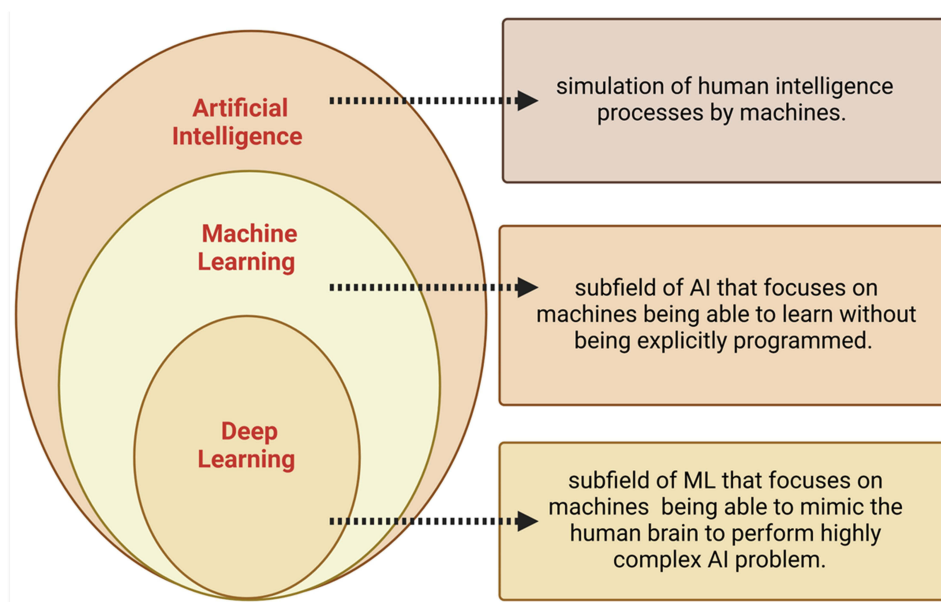 Artificial
Intelligence
simulation of human intelligence
processes by machines.
Machine
Learning
subfield of AI that focuses on
machines being able to learn without
being explicitly programmed.
Deep
Learning
subfield of ML that focuses on
machines  being able to mimic the
human brain to perform highly
complex AI problem.